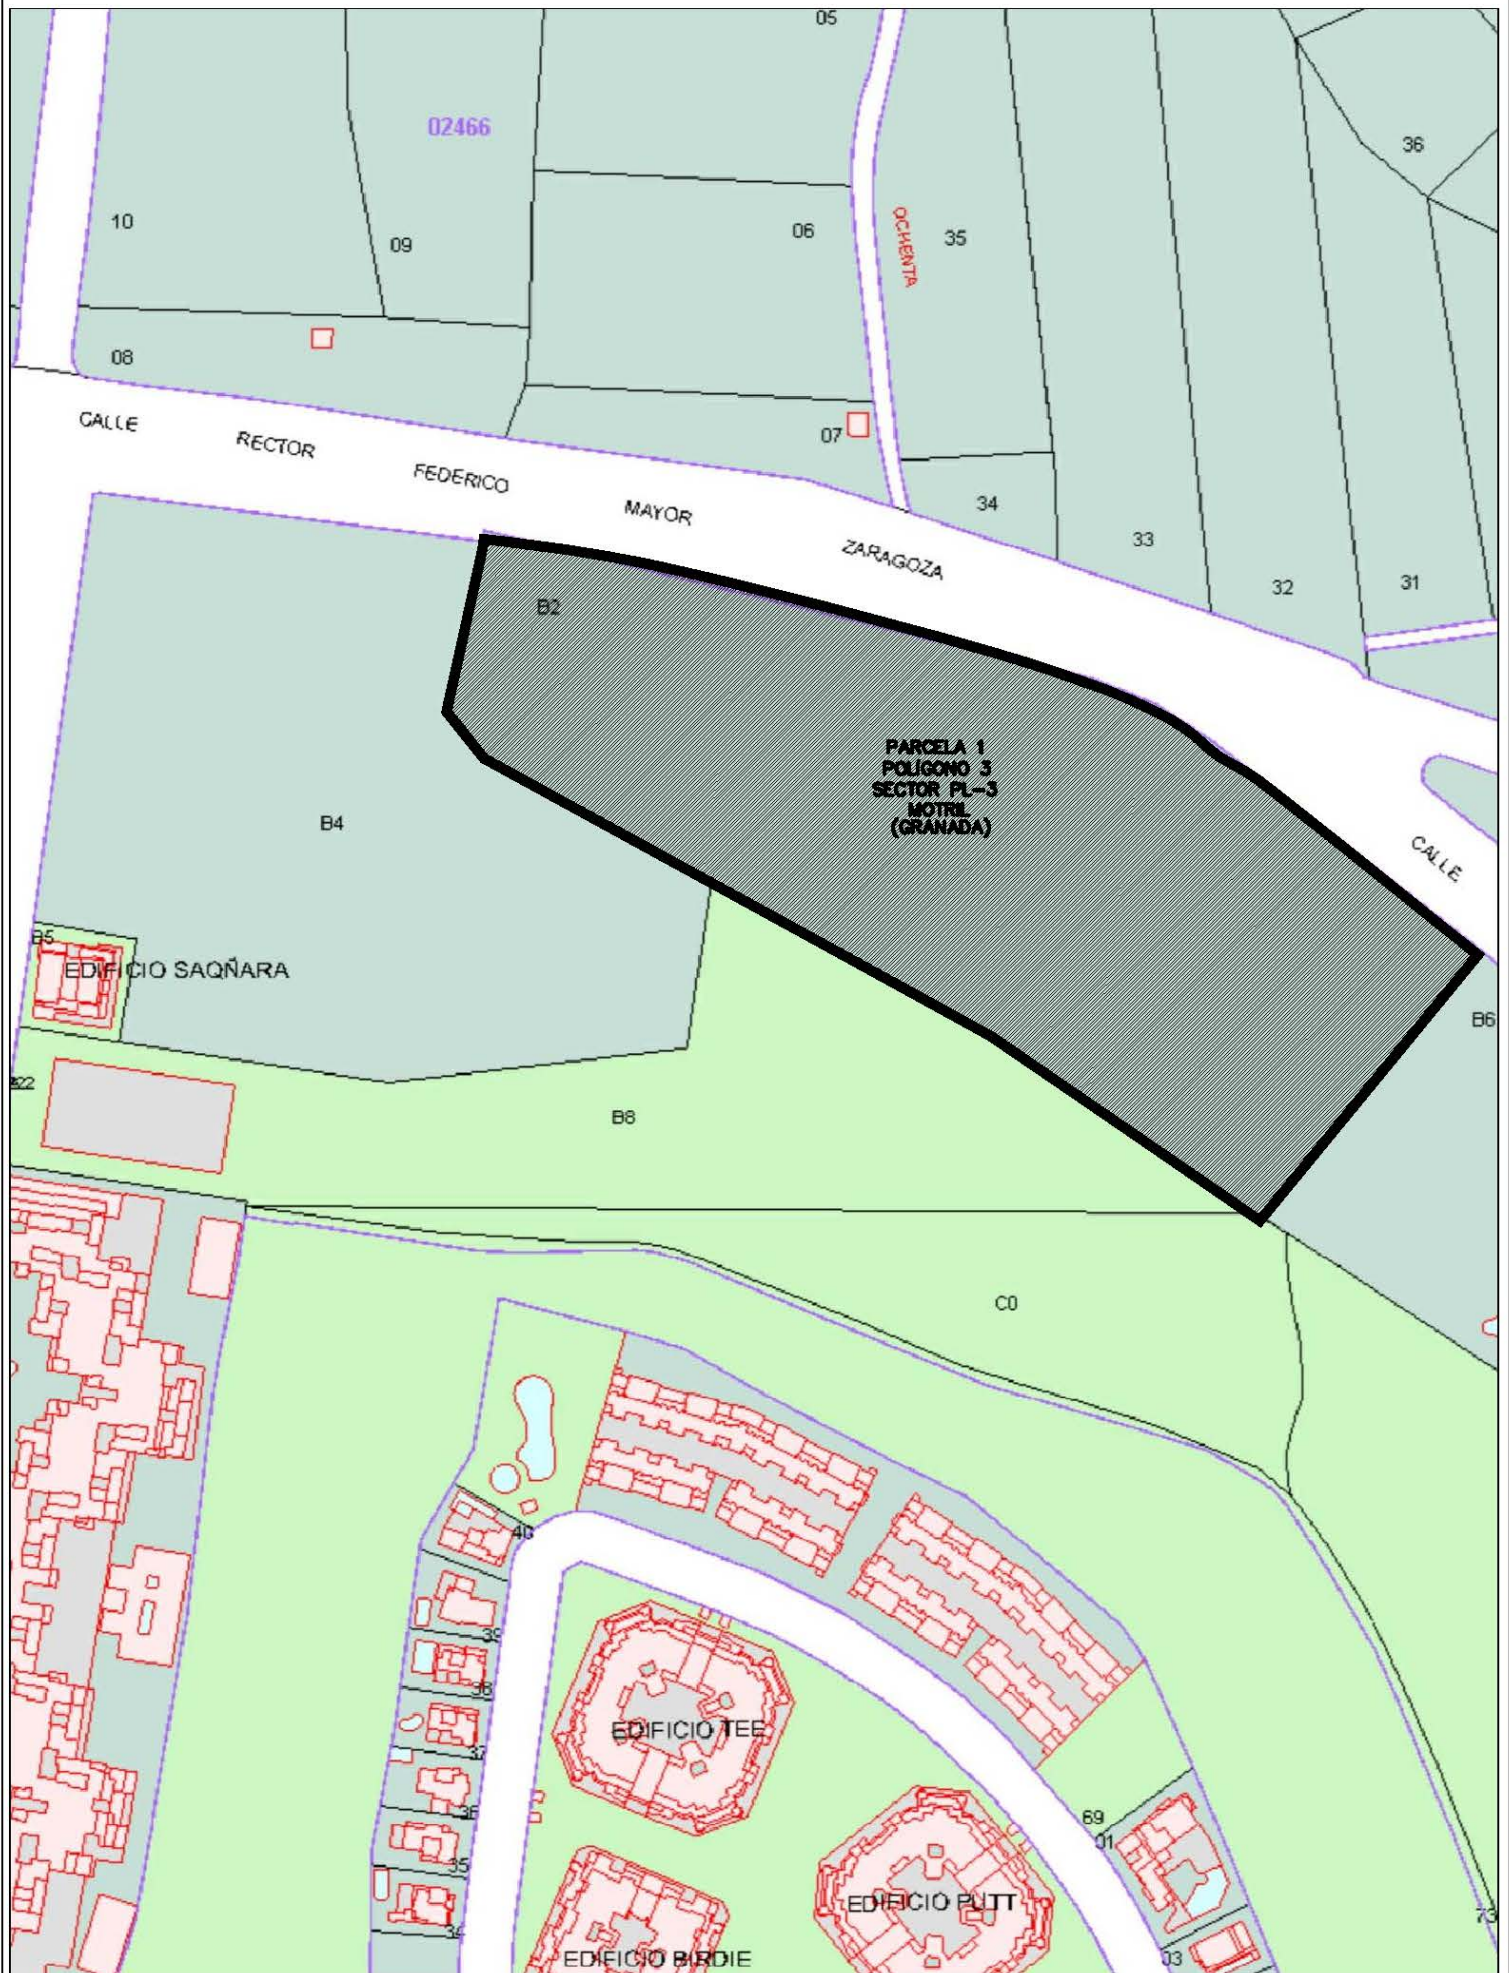 05
02466
36
10
09
06
OCHENTA
35
08
07
CALLE RECTOR FEDERICO MAYOR ZARAGOZA
34
33
32
31
B2
PARCELA 1
POLÍGONO 3
SECTOR PL-3
MOTRIL
(GRANADA)
B4
CALLE
B5
EDIFICIO SAQÑARA
B6
B8
C0
40
39
38
37
36
35
34
EDIFICIO TEE
69
01
EDIFICIO PUTT
73
EDIFICIO BIRDIE
03